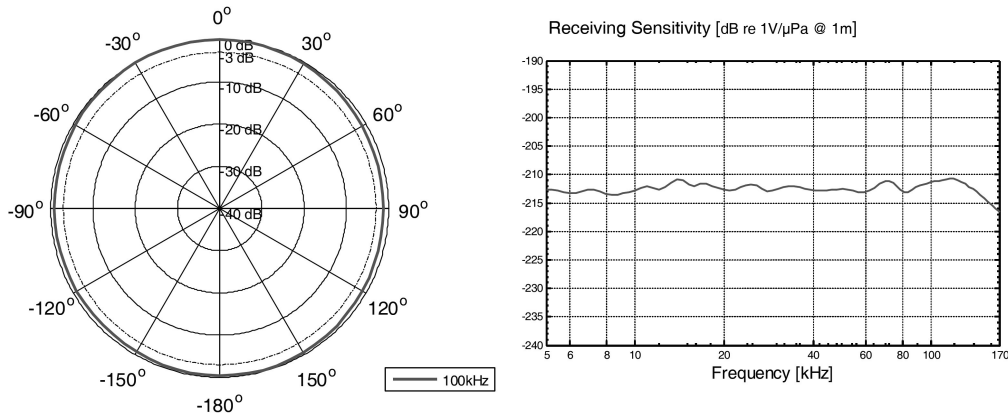 0°
-30°
30°
0 dB
-3 dB
-10 dB
-60°
60°
-20 dB
-30 dB
-90°
-40 dB
90°
-120°
120°
-150°
150°
-180°
100kHz
Receiving Sensitivity [dB re 1V/µPa @ 1m]
-190
-195
-200
-205
-210
-215
-220
-225
-230
-235
-240
5 6 8 10 20 40 60 80 100 170
Frequency [kHz]